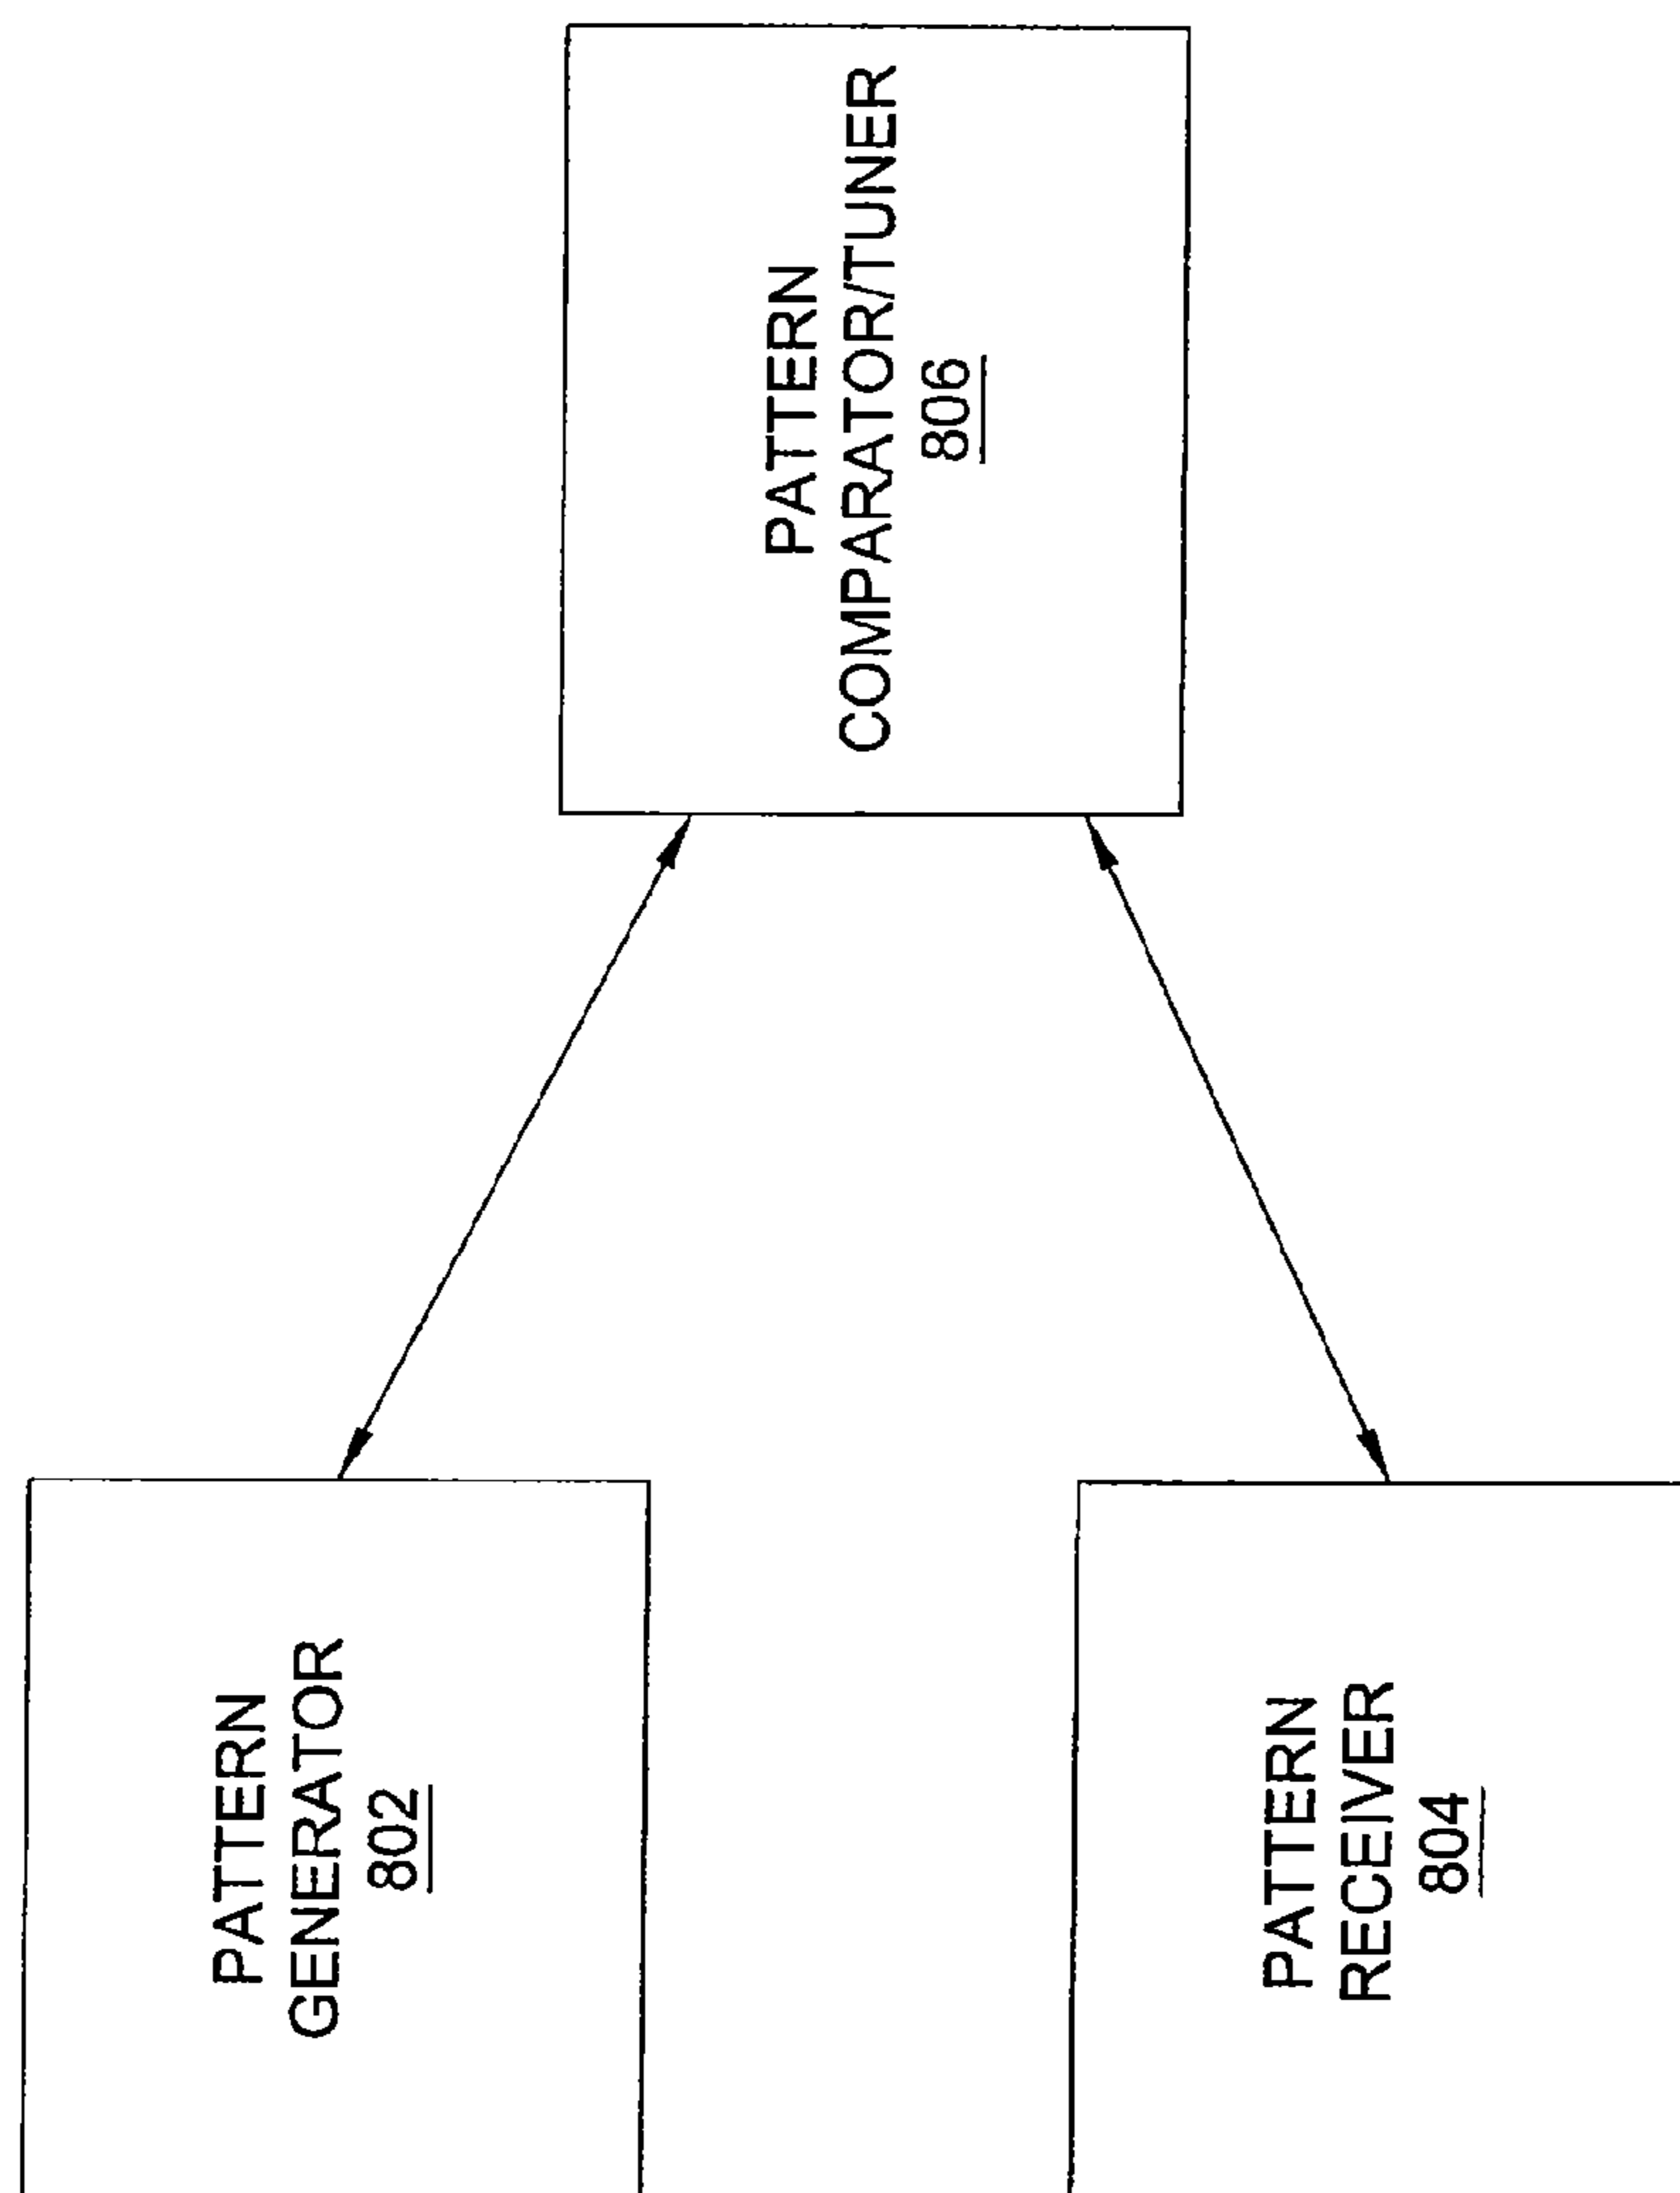 PATTERN
GENERATOR
802
PATTERN
RECEIVER
804
PATTERN
COMPARATOR/TUNER
806